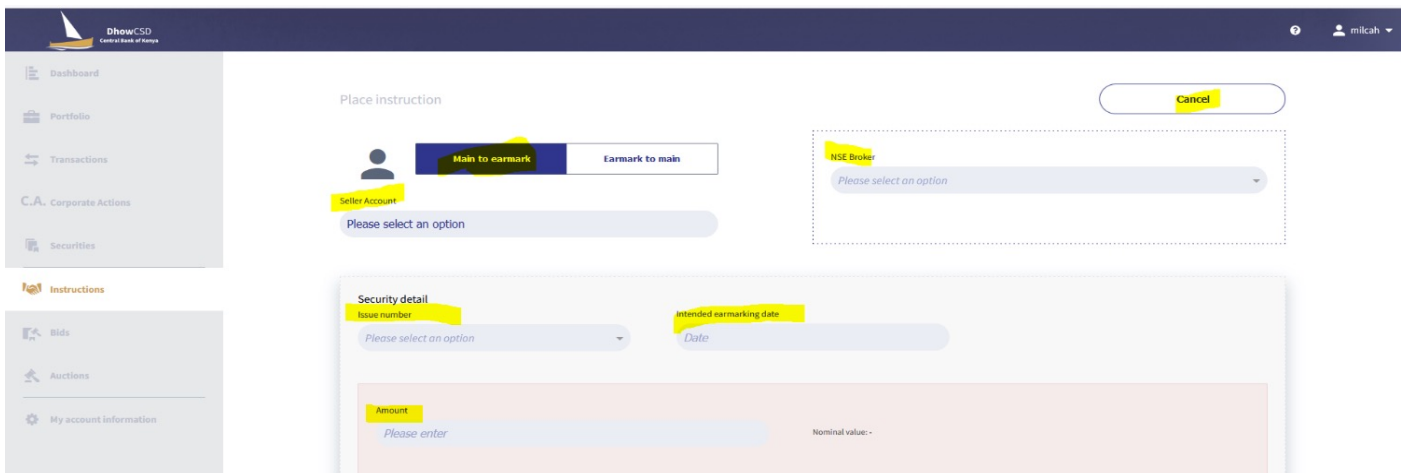 DhowCSD
Central Bank of Kenya
milcah
Dashboard
Portfolio
Transactions
C.A. Corporate Actions
Securities
Instructions
Bids
Auctions
My account information
Place instruction
Cancel
Main to earmark
Earmark to main
Seller Account
Please select an option
NSE Broker
Please select an option
Security detail
Issue number
Please select an option
Intended earmarking date
Date
Amount
Please enter
Nominal value: -